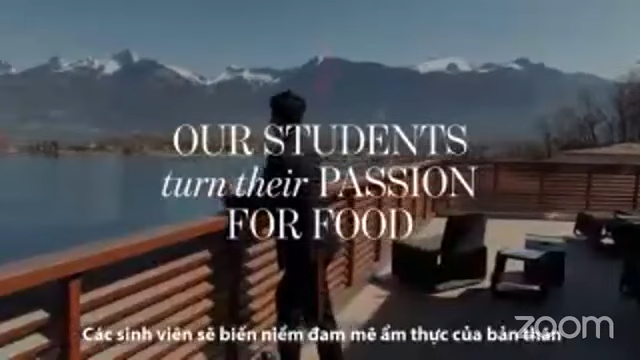 OUR STUDENTS
turn their PASSION
FOR FOOD
Các sinh viên sẽ biến niềm đam mê ẩm thực của bản thân
zoom